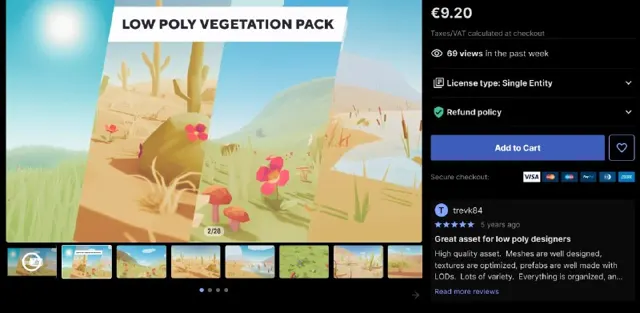 LOW POLY VEGETATION PACK
2/28
€9.20
Taxes/VAT calculated at checkout
69 views in the past week
License type: Single Entity
Refund policy
Add to Cart
Secure checkout:
VISA
T
trevk84
5 years ago
Great asset for low poly designers
High quality asset. Meshes are well designed,
textures are optimized, prefabs are well made with
LODs. Lots of variety. Everything is organized, an...
Read more reviews